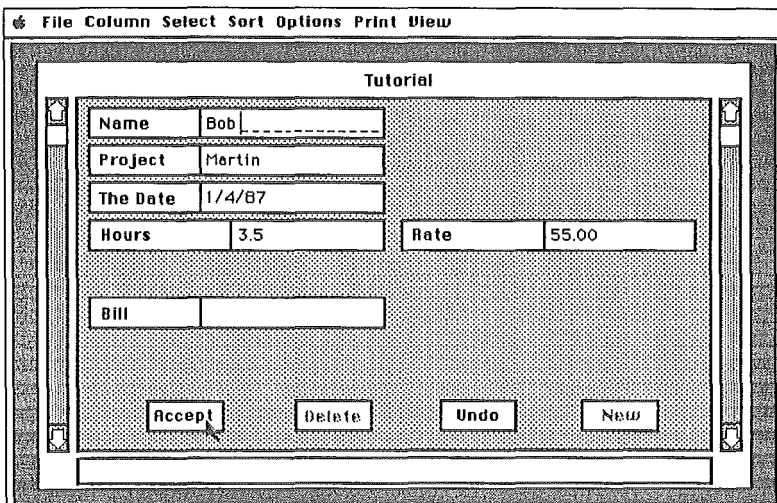 File Column Select Sort Options Print View
Tutorial
Name Bob
Project Martin
The Date 1/4/87
Hours 3.5 Rate 55.00
Bill
Accept Delete Undo New